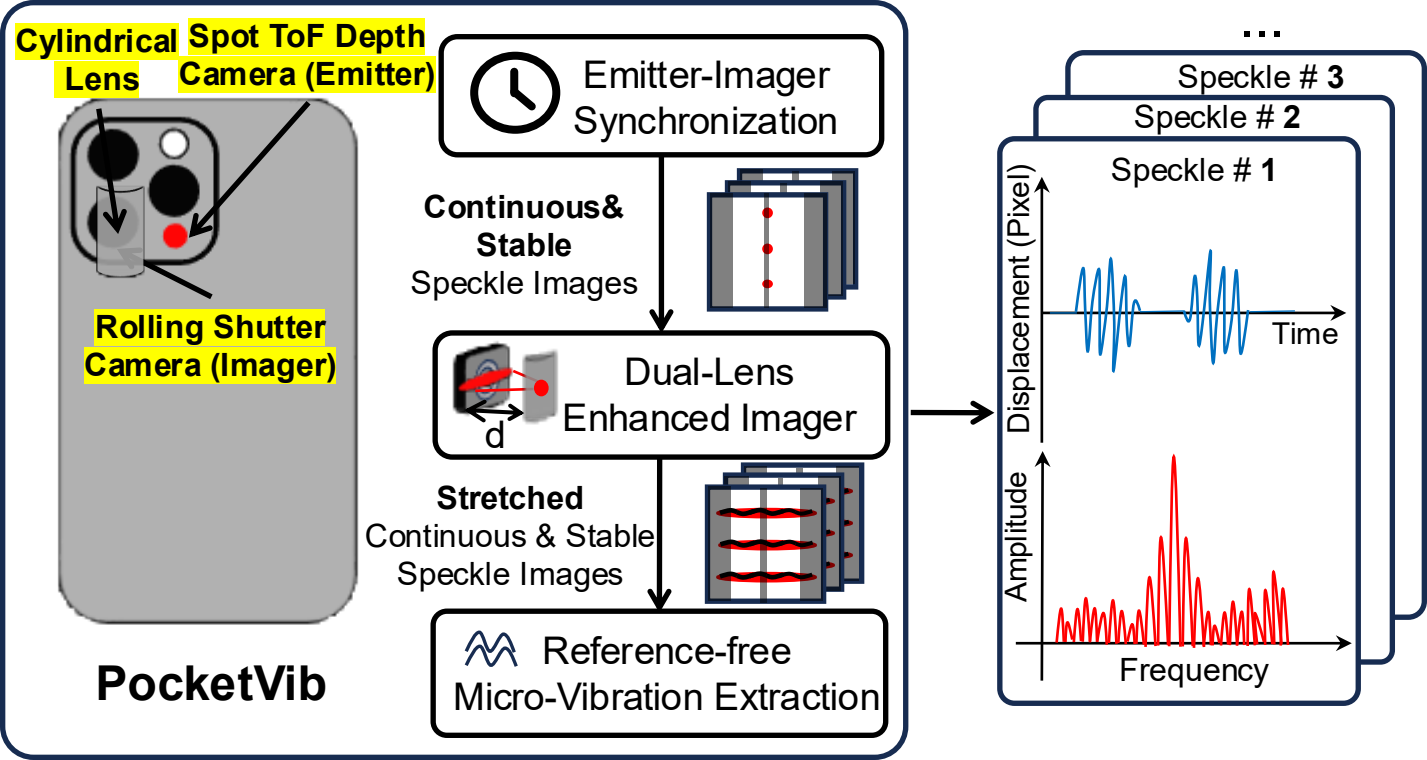 Cylindrical
Lens
Spot ToF Depth
Camera (Emitter)
Rolling Shutter
Camera (Imager)
PocketVib
Emitter-Imager
Synchronization
Continuous&
Stable
Speckle Images
Dual-Lens
Enhanced Imager
d
Stretched
Continuous & Stable
Speckle Images
Reference-free
Micro-Vibration Extraction
...
Speckle # 3
Speckle # 2
Speckle # 1
Displacement (Pixel)
Time
Amplitude
Frequency